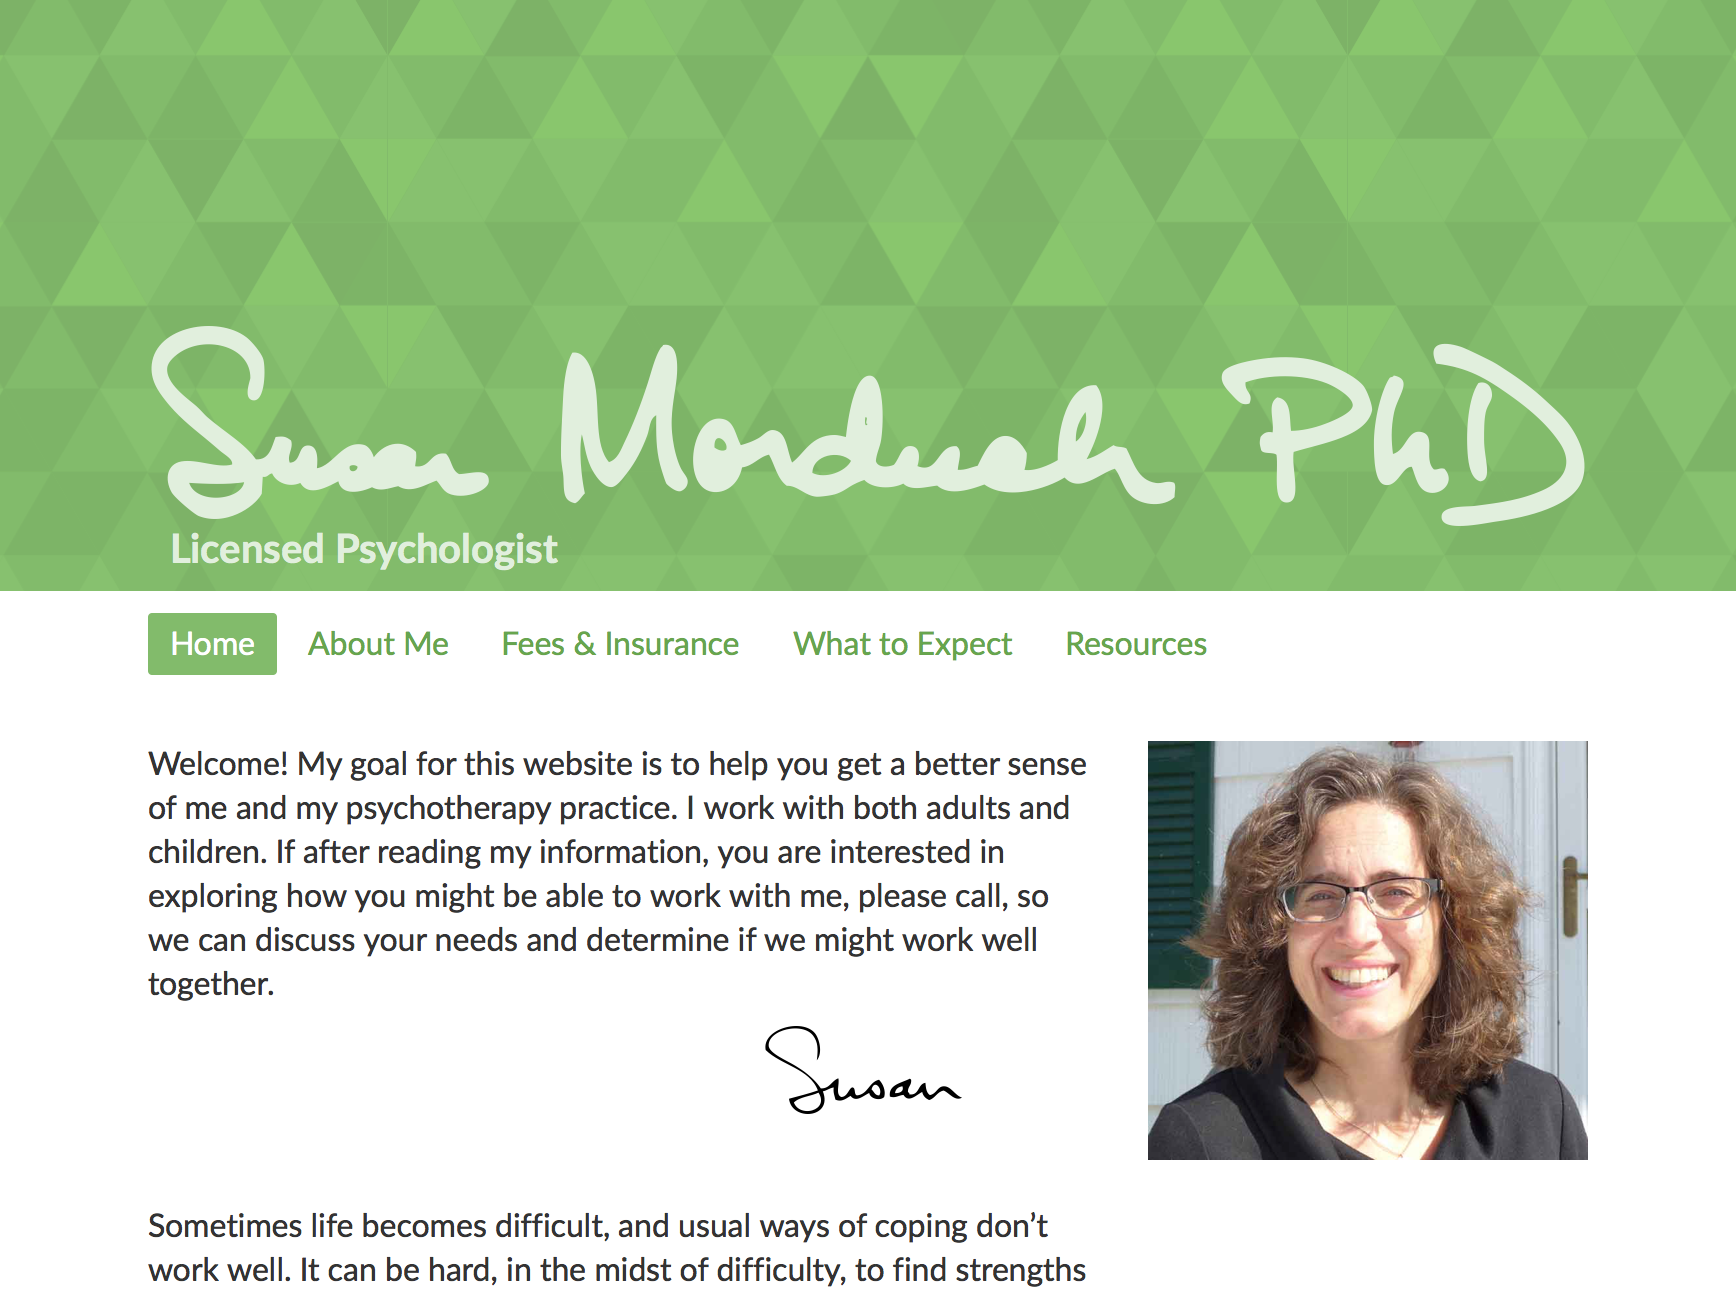 Susan Morduch PhD
Licensed Psychologist
Home About Me Fees & Insurance What to Expect Resources
Welcome! My goal for this website is to help you get a better sense
of me and my psychotherapy practice. I work with both adults and
children. If after reading my information, you are interested in
exploring how you might be able to work with me, please call, so
we can discuss your needs and determine if we might work well
together.
Susan
Sometimes life becomes difficult, and usual ways of coping don’t
work well. It can be hard, in the midst of difficulty, to find strengths